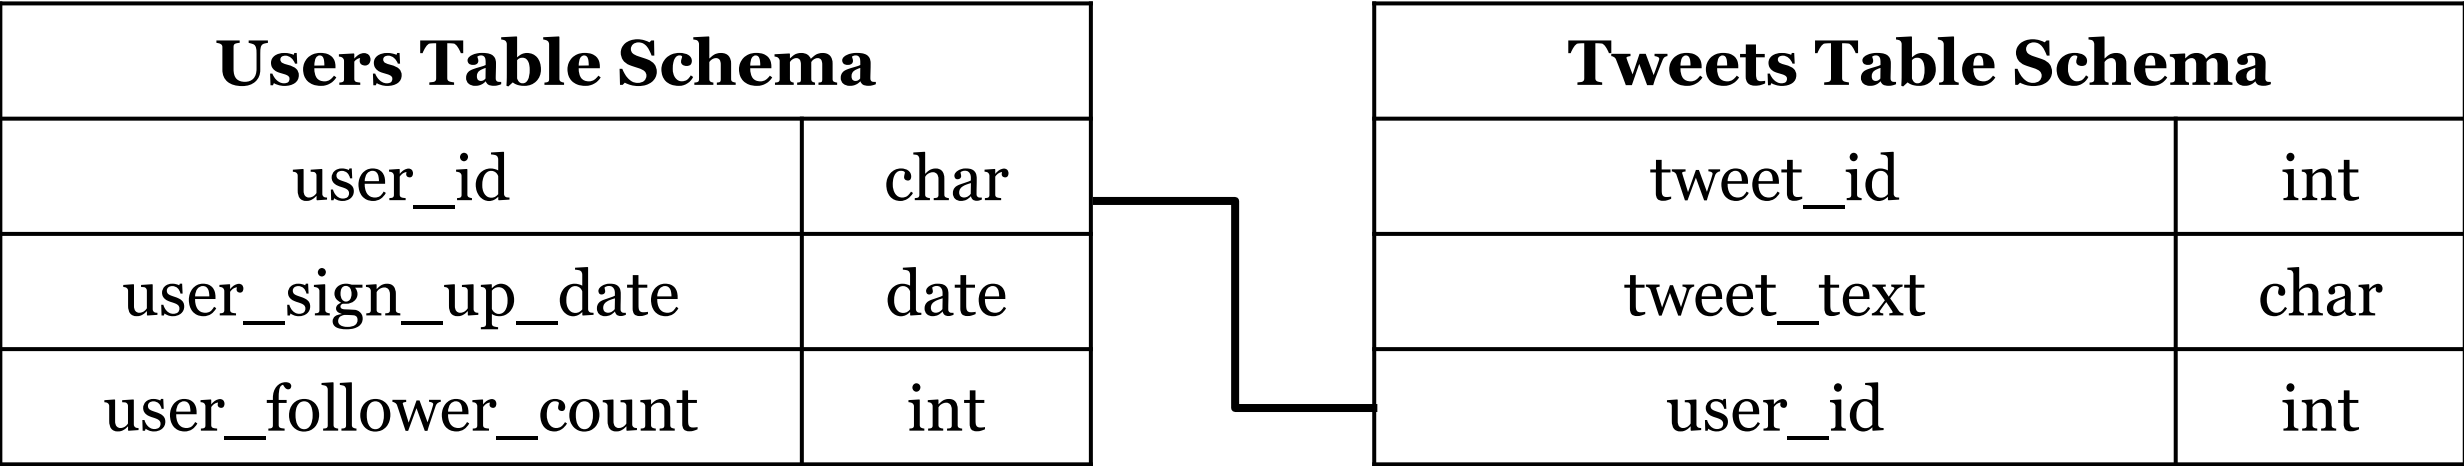 Users Table Schema
user_id char
user_sign_up_date date
user_follower_count int
Tweets Table Schema
tweet_id int
tweet_text char
user_id int